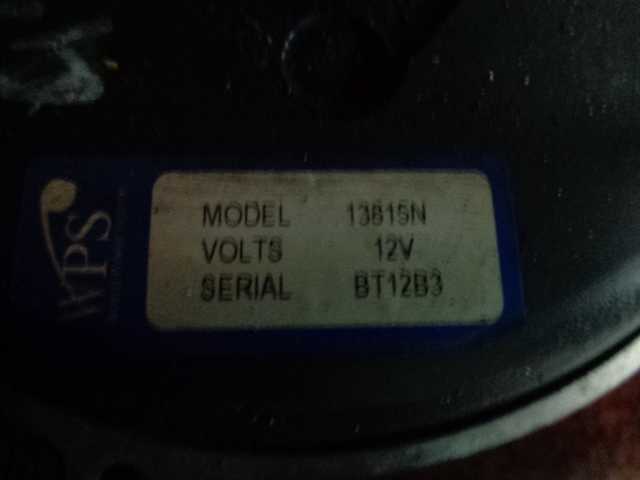 WPS
MODEL 13815N
VOLTS 12V
SERIAL BT12B3